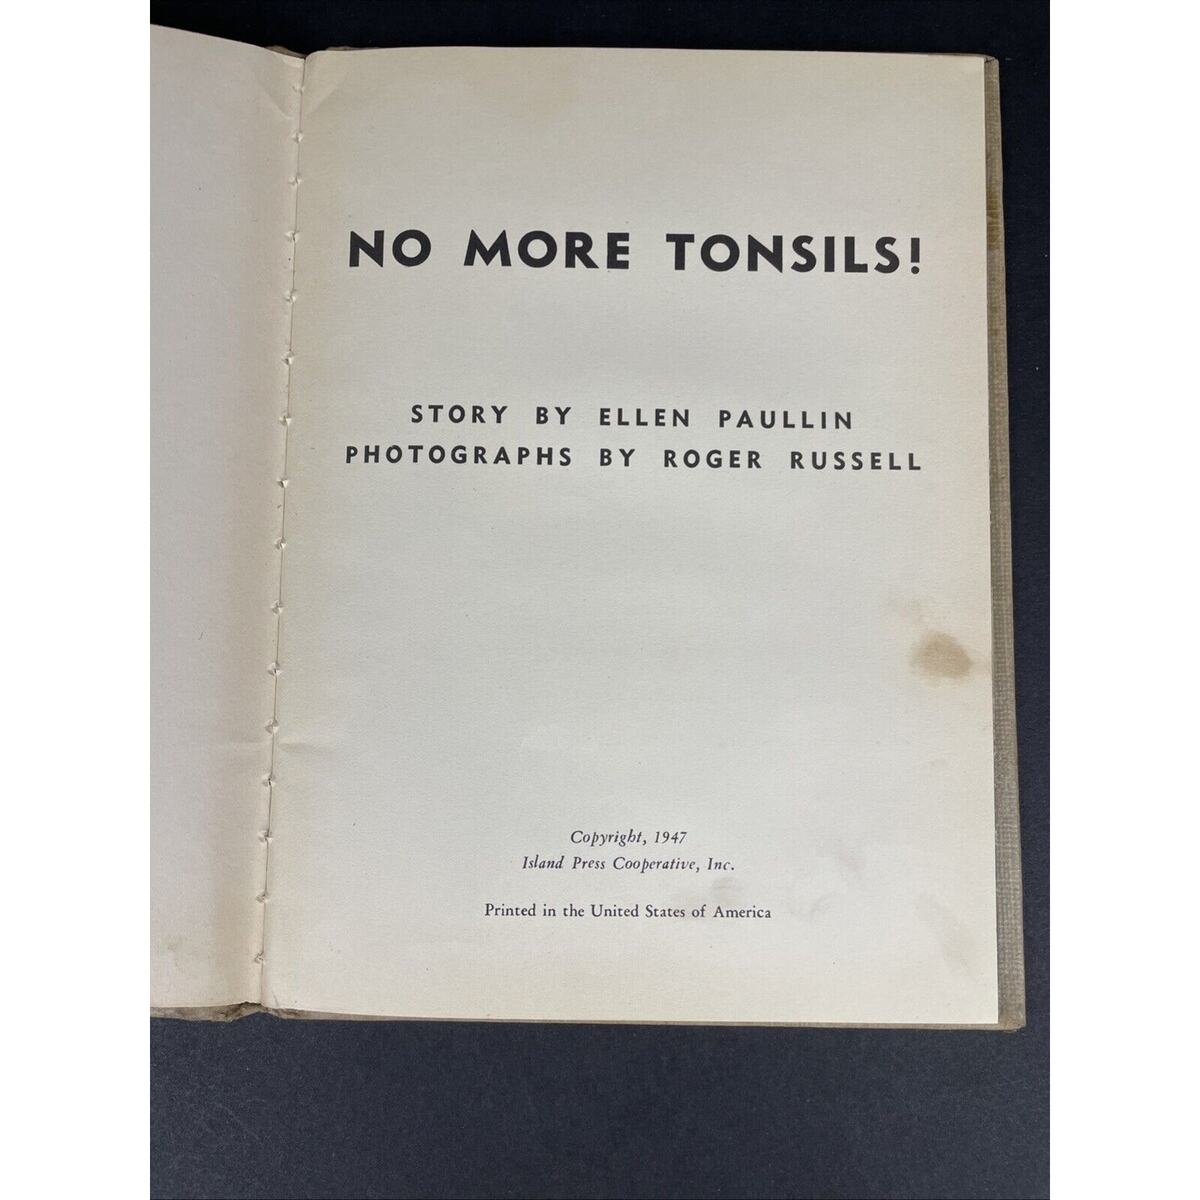 NO MORE TONSILS!
STORY BY ELLEN PAULLIN
PHOTOGRAPHS BY ROGER RUSSELL
Copyright, 1947
Island Press Cooperative, Inc.
Printed in the United States of America